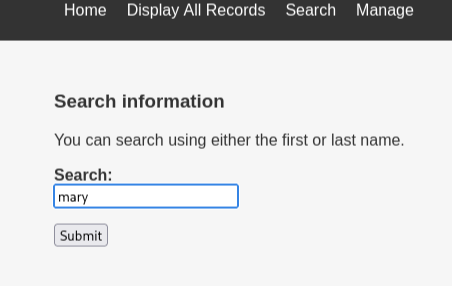 Home Display All Records Search Manage
Search information
You can search using either the first or last name.
Search:
mary
Submit